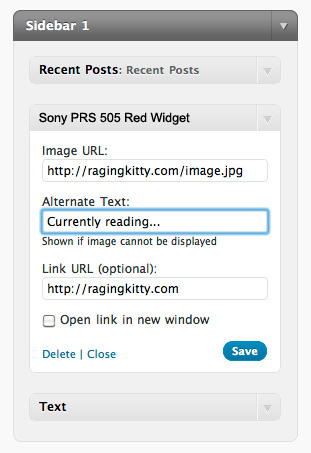 Sidebar 1
Recent Posts: Recent Posts
Sony PRS 505 Red Widget
Image URL:
http://ragingkitty.com/image.jpg
Alternate Text:
Currently reading...
Shown if image cannot be displayed
Link URL (optional):
http://ragingkitty.com
Open link in new window
Delete | Close Save
Text